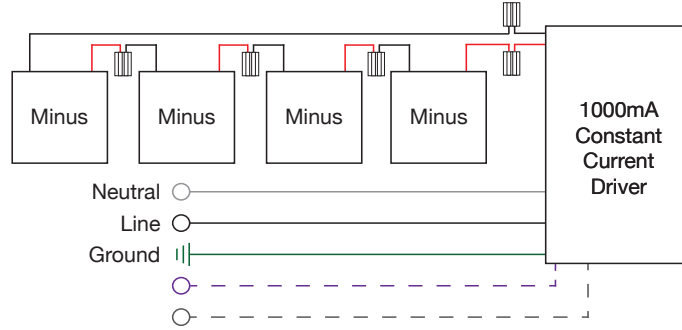 Minus
Minus
Minus
Minus
1000mA
Constant
Current
Driver
Neutral
Line
Ground